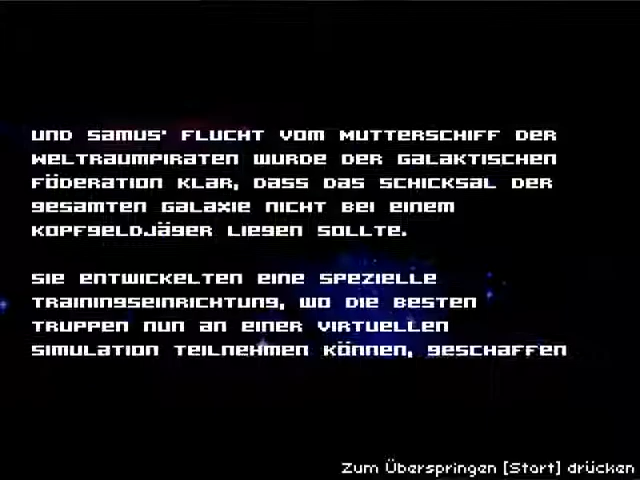 und Samus' Flucht vom Mutterschiff der
Weltraumpiraten wurde der Galaktischen
Föderation klar, dass das Schicksal der
gesamten Galaxie nicht bei einem
Kopfgeldjäger liegen sollte.
Sie entwickelten eine spezielle
Trainingseinrichtung, wo die besten
Truppen nun an einer virtuellen
Simulation teilnehmen können, geschaffen
Zum Überspringen [Start] drücken